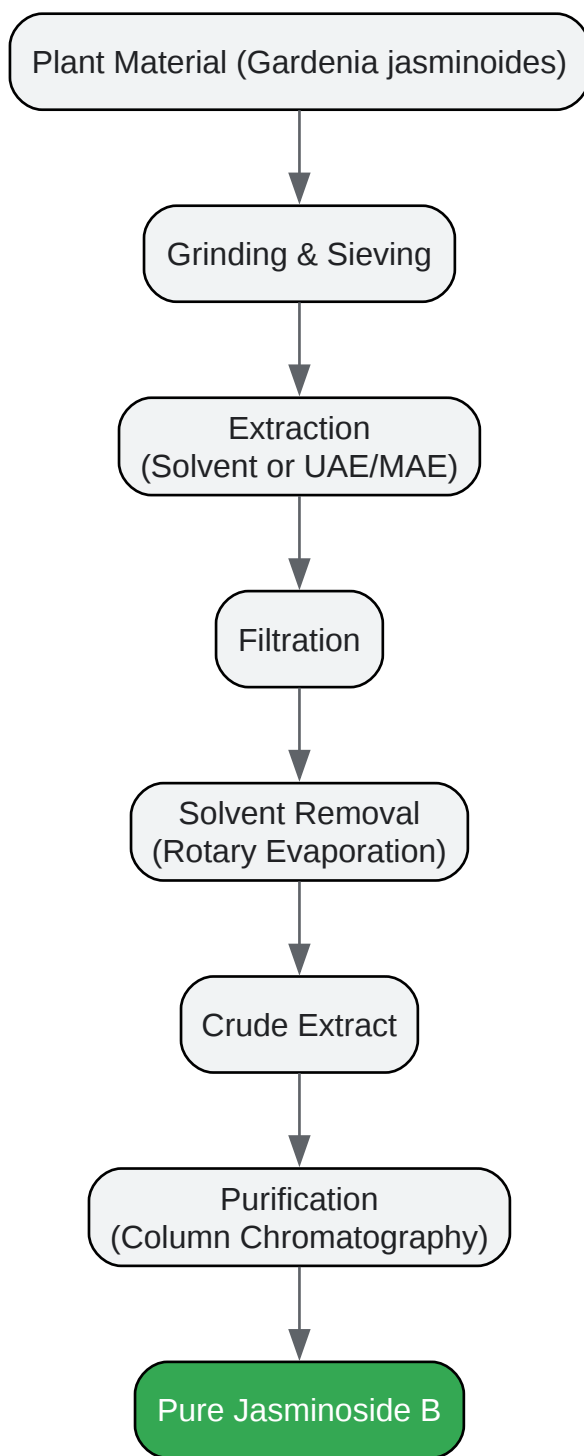 Plant Material (Gardenia jasminoides)
Grinding & Sieving
Extraction
(Solvent or UAE/MAE)
Filtration
Solvent Removal
(Rotary Evaporation)
Crude Extract
Purification
(Column Chromatography)
Pure Jasminoside B